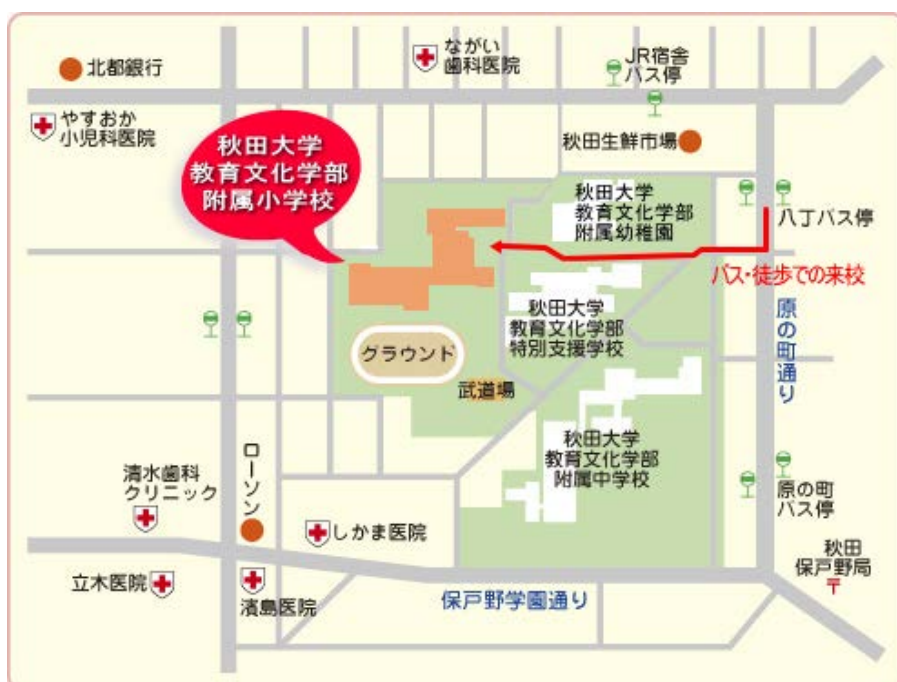 北都銀行
ながい
歯科医院
JR宿舎
バス停
やすおか
小児科医院
秋田大学
教育文化学部
附属小学校
秋田生鮮市場
秋田大学
教育文化学部
附属幼稚園
八丁バス停
バス・徒歩での来校
秋田大学
教育文化学部
特別支援学校
原の町通り
グラウンド
武道場
秋田大学
教育文化学部
附属中学校
ローソン
清水歯科
クリニック
原の町
バス停
しかま医院
秋田
保戸野局
〒
立木医院
濱島医院
保戸野学園通り